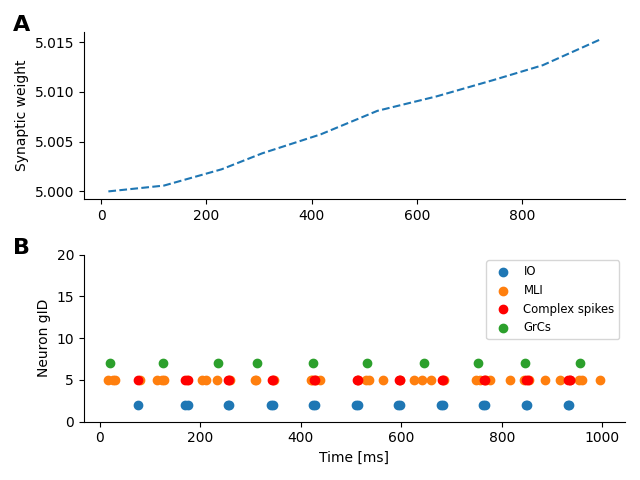 A
Synaptic weight
5.015
5.010
5.005
5.000
0 200 400 600 800
B
Neuron gID
20
15
10
5
0
IO
MLI
Complex spikes
GrCs
0 200 400 600 800 1000
Time [ms]